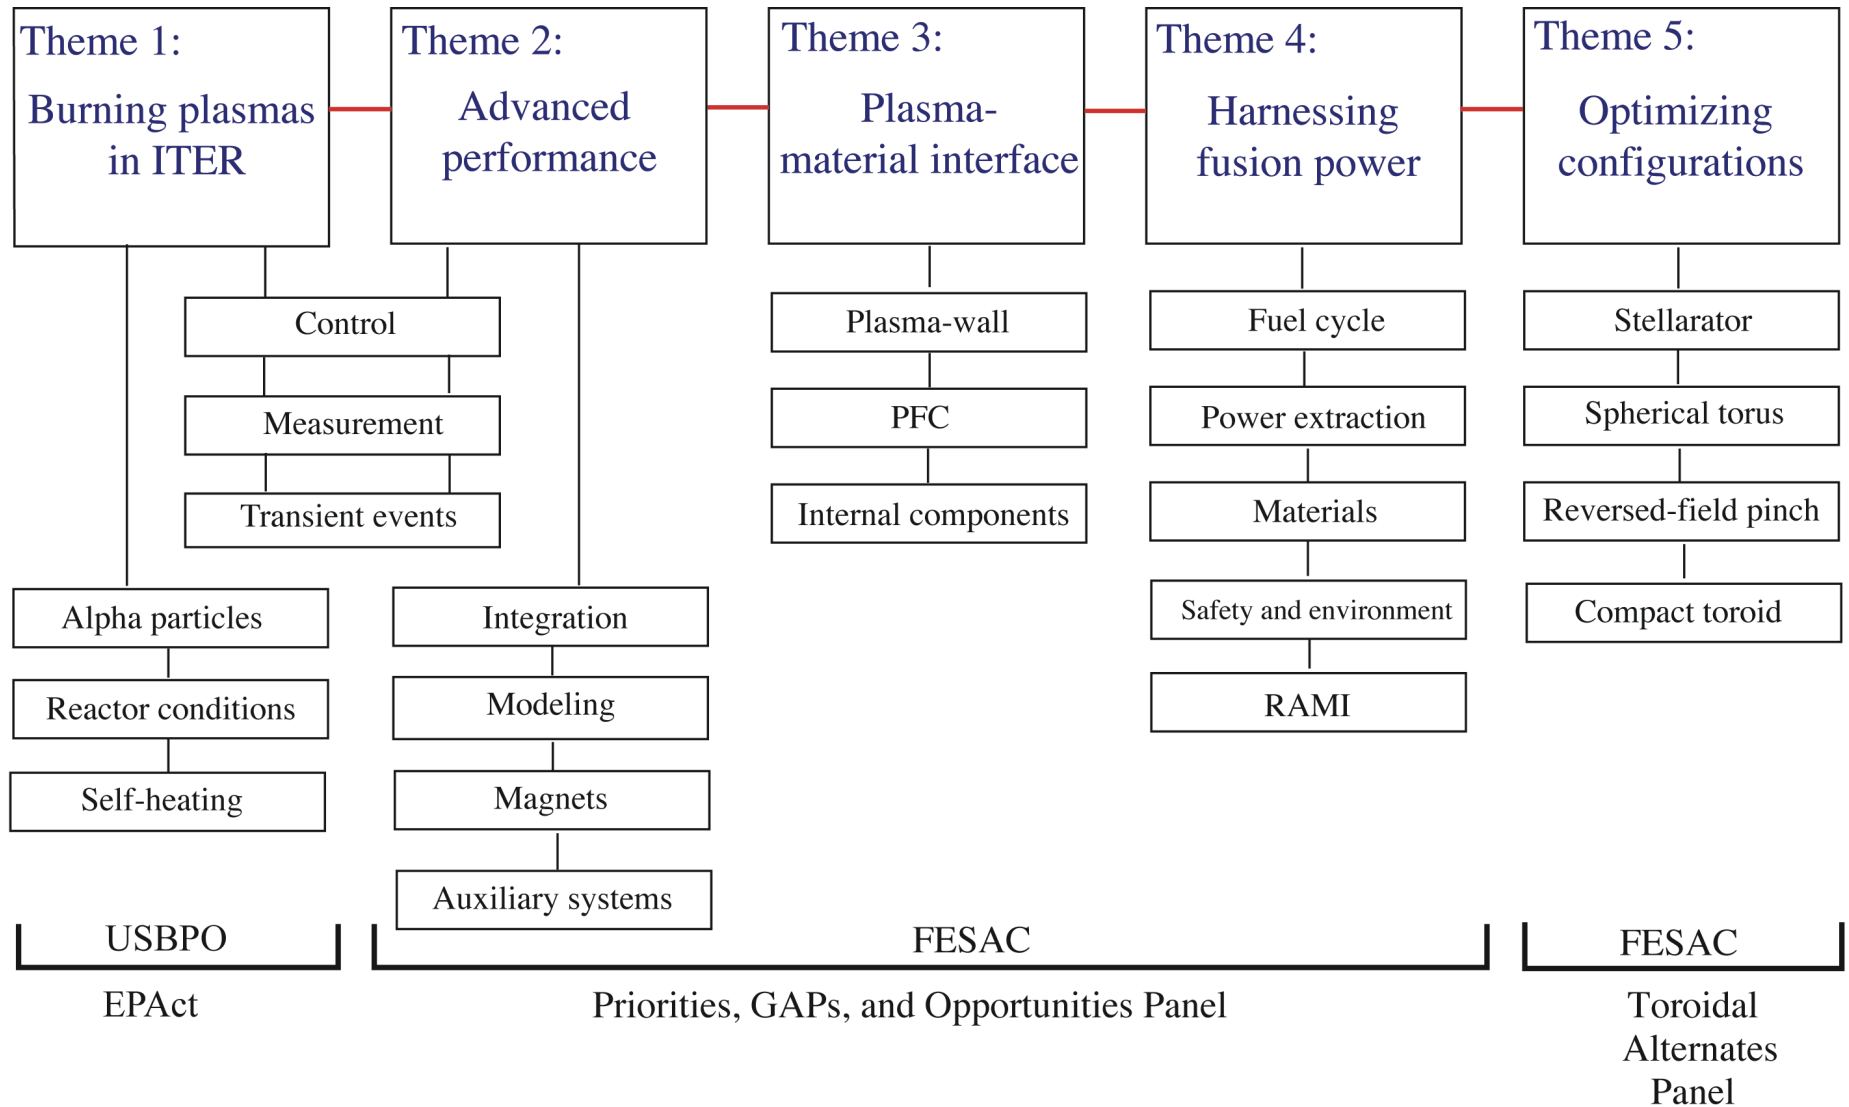 Theme 1:
Burning plasmas
in ITER
Theme 2:
Advanced
performance
Theme 3:
Plasma-
material interface
Theme 4:
Harnessing
fusion power
Theme 5:
Optimizing
configurations
Control
Measurement
Transient events
Alpha particles
Reactor conditions
Self-heating
Integration
Modeling
Magnets
Auxiliary systems
Plasma-wall
PFC
Internal components
Fuel cycle
Power extraction
Materials
Safety and environment
RAMI
Stellarator
Spherical torus
Reversed-field pinch
Compact toroid
USBPO
EPAct
FESAC
Priorities, GAPs, and Opportunities Panel
FESAC
Toroidal
Alternates
Panel